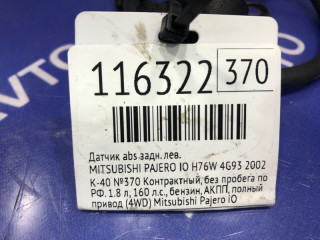 116322 370
Датчик abs задн. лев.
MITSUBISHI PAJERO IO H76W 4G93 2002
К-40 №370 Контрактный, без пробега по
РФ. 1.8 л, 160 л.с., бензин, АКПП, полный
привод (4WD) Mitsubishi Pajero iO